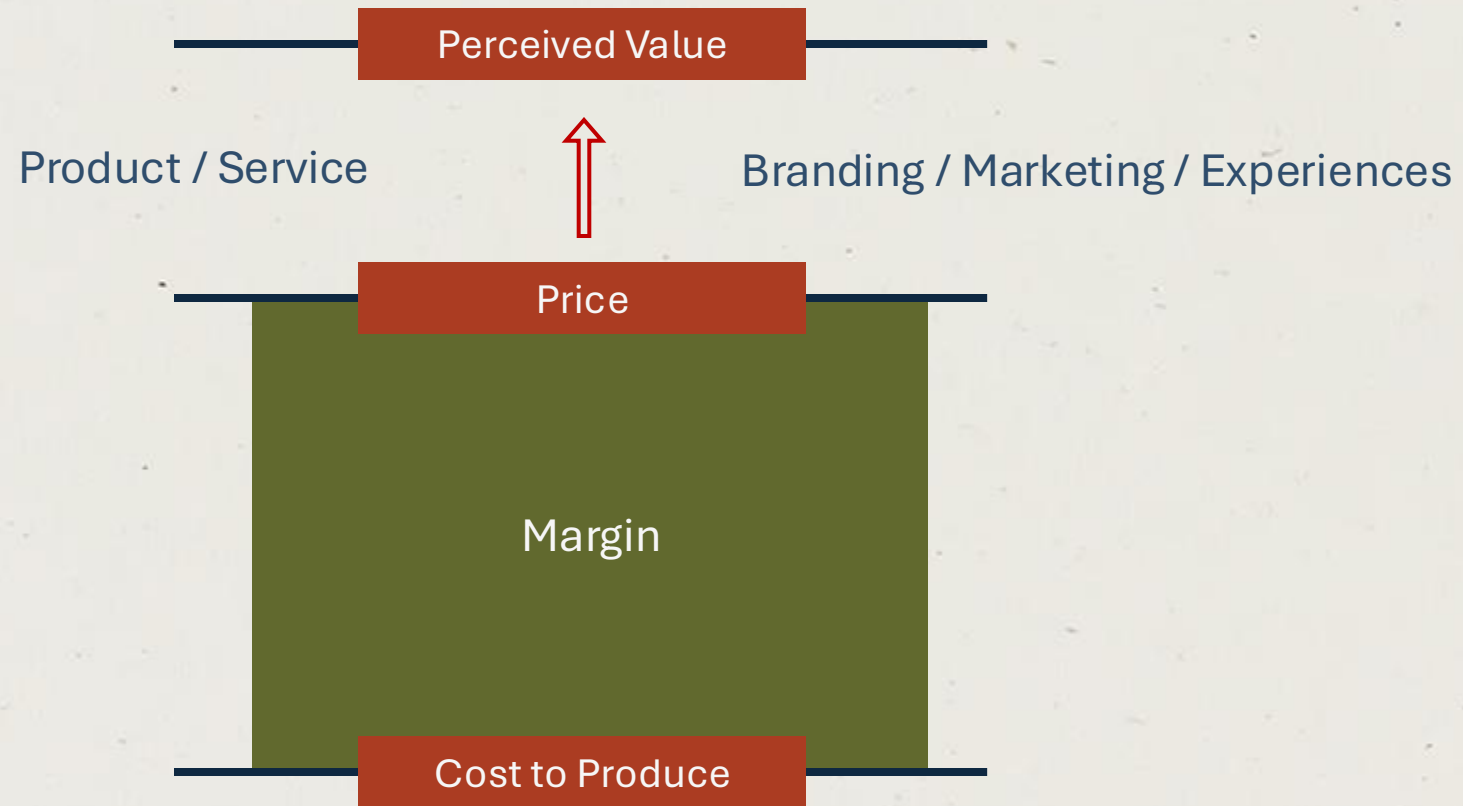 Perceived Value
Product / Service
Branding / Marketing / Experiences
Price
Margin
Cost to Produce